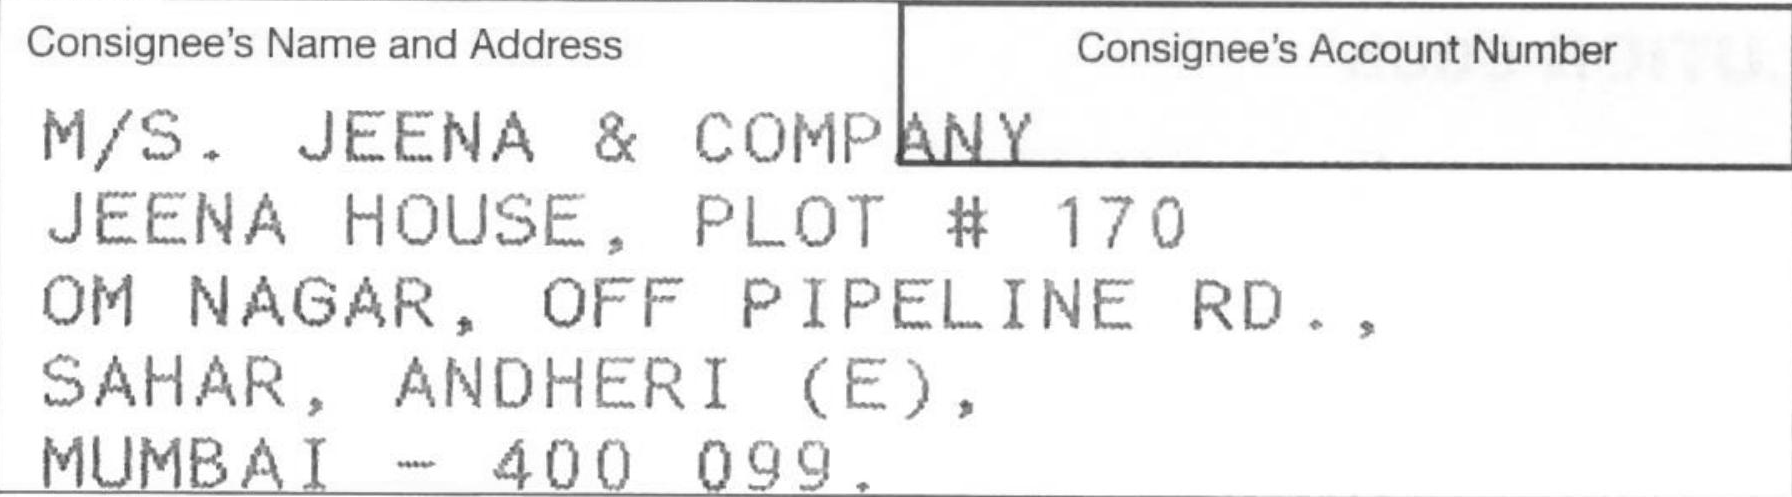 Consignee's Name and Address
Consignee's Account Number
M/S. JEENA & COMPANY
JEENA HOUSE, PLOT # 170
OM NAGAR, OFF PIPELINE RD.,
SAHAR, ANDHERI (E),
MUMBAI - 400 099.